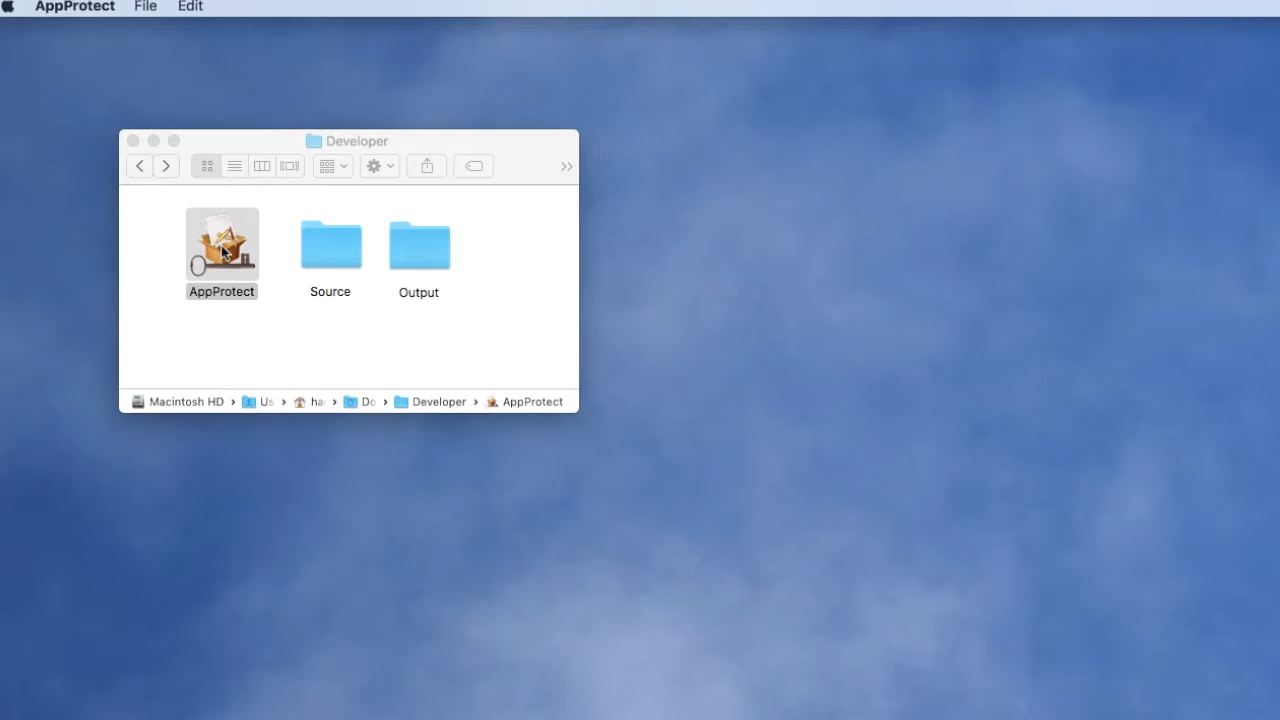 AppProtect File Edit
Developer
AppProtect Source Output
Macintosh HD › Us › ha › Do › Developer › AppProtect